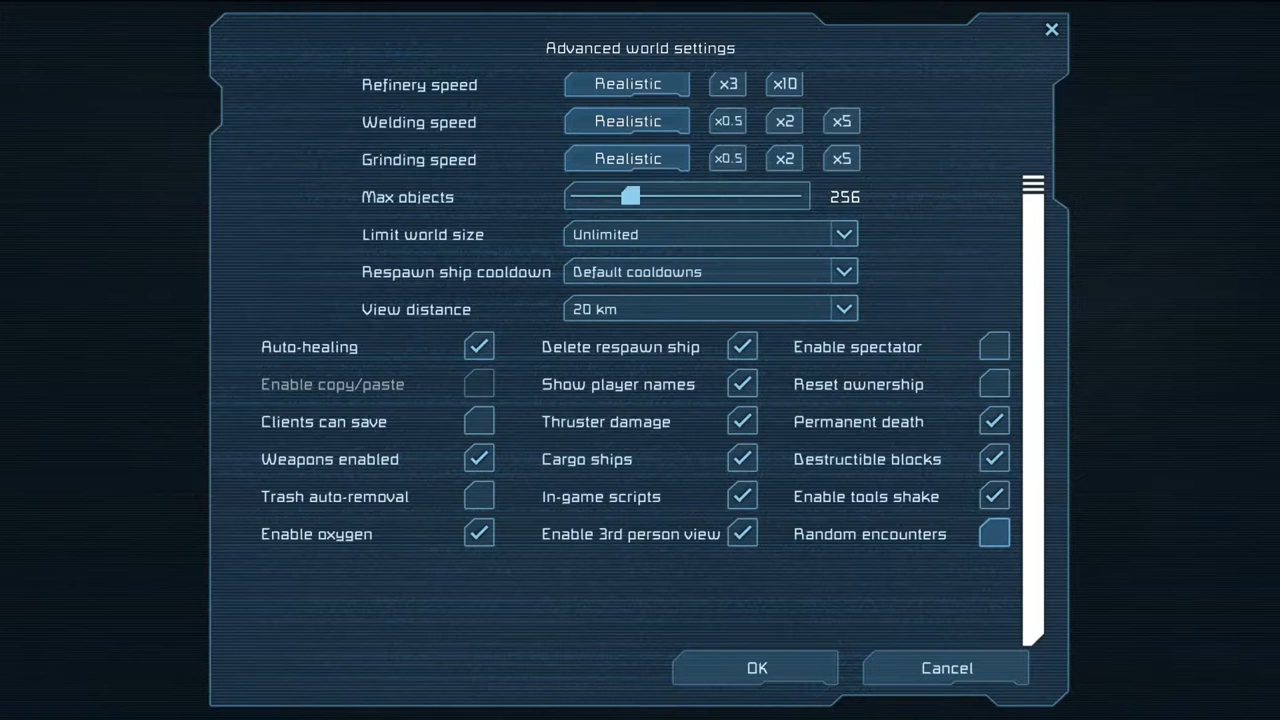 Advanced world settings
Refinery speed Realistic x3 x10
Welding speed Realistic x0.5 x2 x5
Grinding speed Realistic x0.5 x2 x5
Max objects 256
Limit world size Unlimited
Respawn ship cooldown Default cooldowns
View distance 20 km
Auto-healing Delete respawn ship Enable spectator
Enable copy/paste Show player names Reset ownership
Clients can save Thruster damage Permanent death
Weapons enabled Cargo ships Destructible blocks
Trash auto-removal In-game scripts Enable tools shake
Enable oxygen Enable 3rd person view Random encounters
OK Cancel